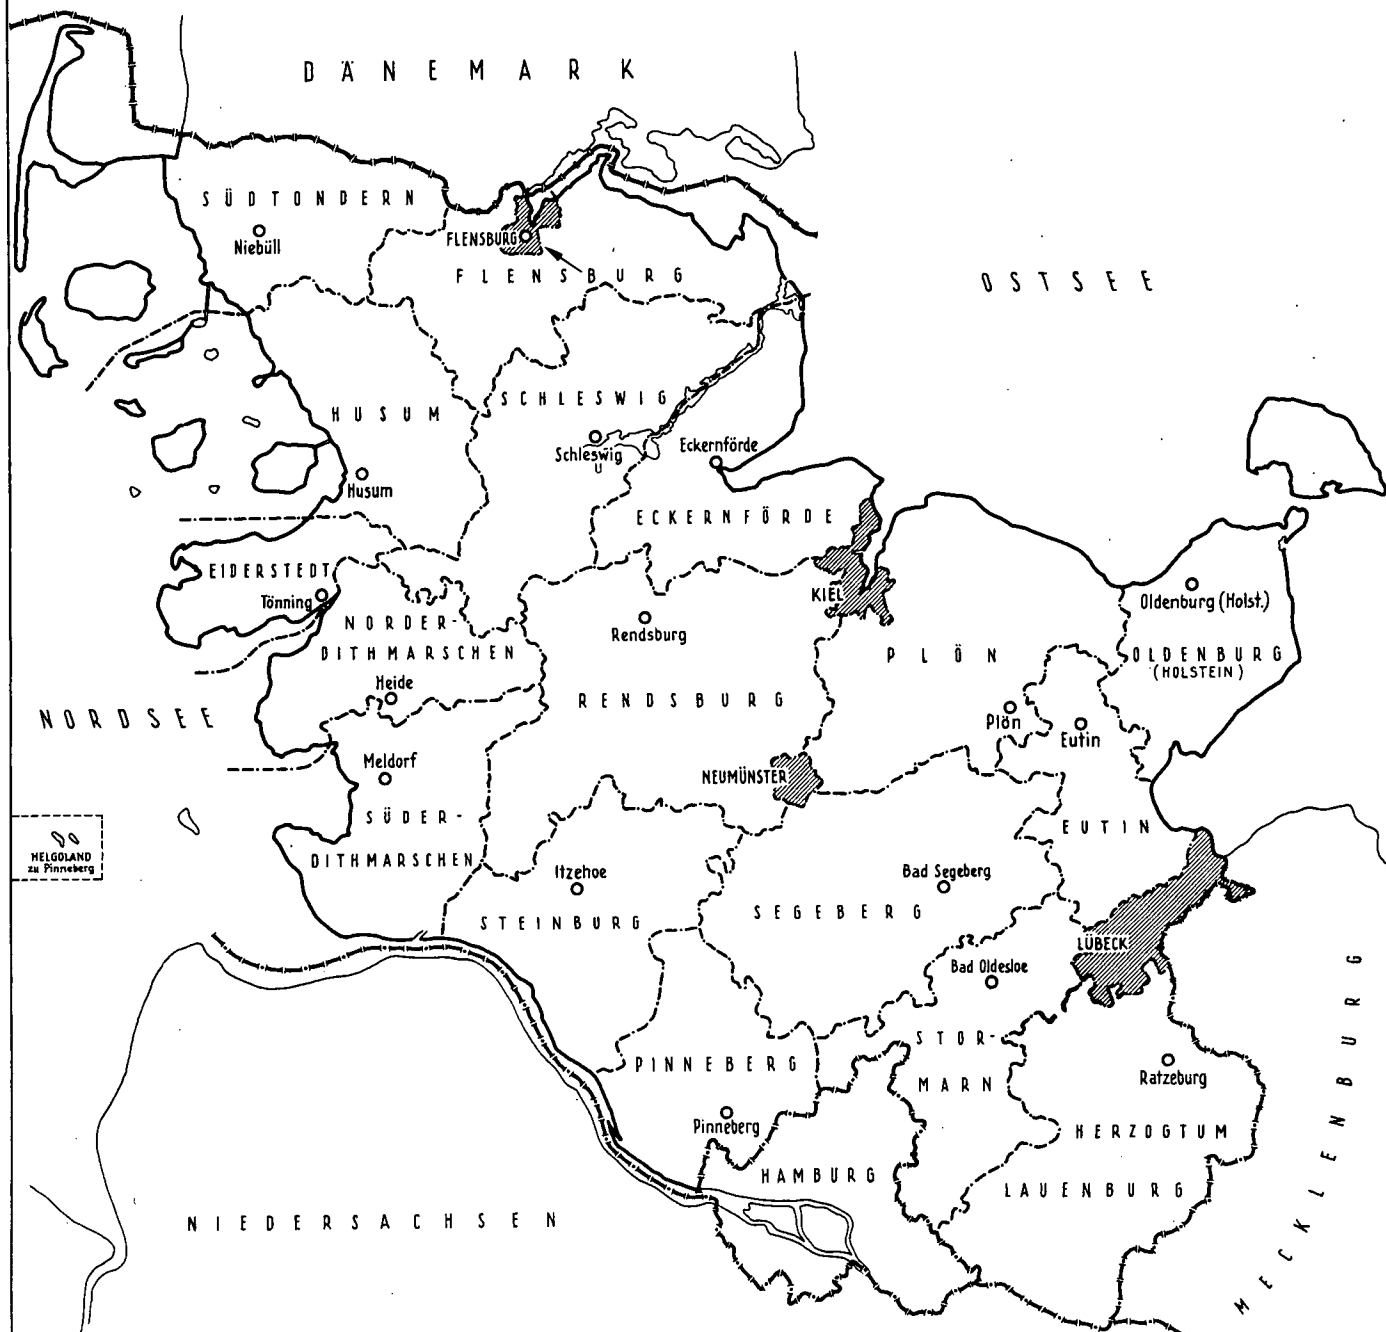 DÄNEMARK
SÜDTONDERN
Niebüll
FLENSBURG
FLENSBURG
OSTSEE
SCHLESWIG
HUSUM
Schleswig
Eckernförde
Husum
ECKERNFÖRDE
EIDERSTEDT
Tönning
KIEL
Oldenburg (Holst.)
NORDER-
DITHMARSCHEN
Rendsburg
PLÖN
OLDENBURG
(HOLSTEIN)
Heide
RENDSBURG
NORDSEE
Plön
Eutin
Meldorf
NEUMÜNSTER
SÜDER-
DITHMARSCHEN
EUTIN
HELGOLAND
zu Pinneberg
Itzehoe
Bad Segeberg
STEINBURG
SEGEBERG
LÜBECK
Bad Oldesloe
STOR-
MARN
PINNEBERG
Ratzeburg
Pinneberg
HERZOGTUM
LAUENBURG
HAMBURG
NIEDERSACHSEN
MECKLENBURG